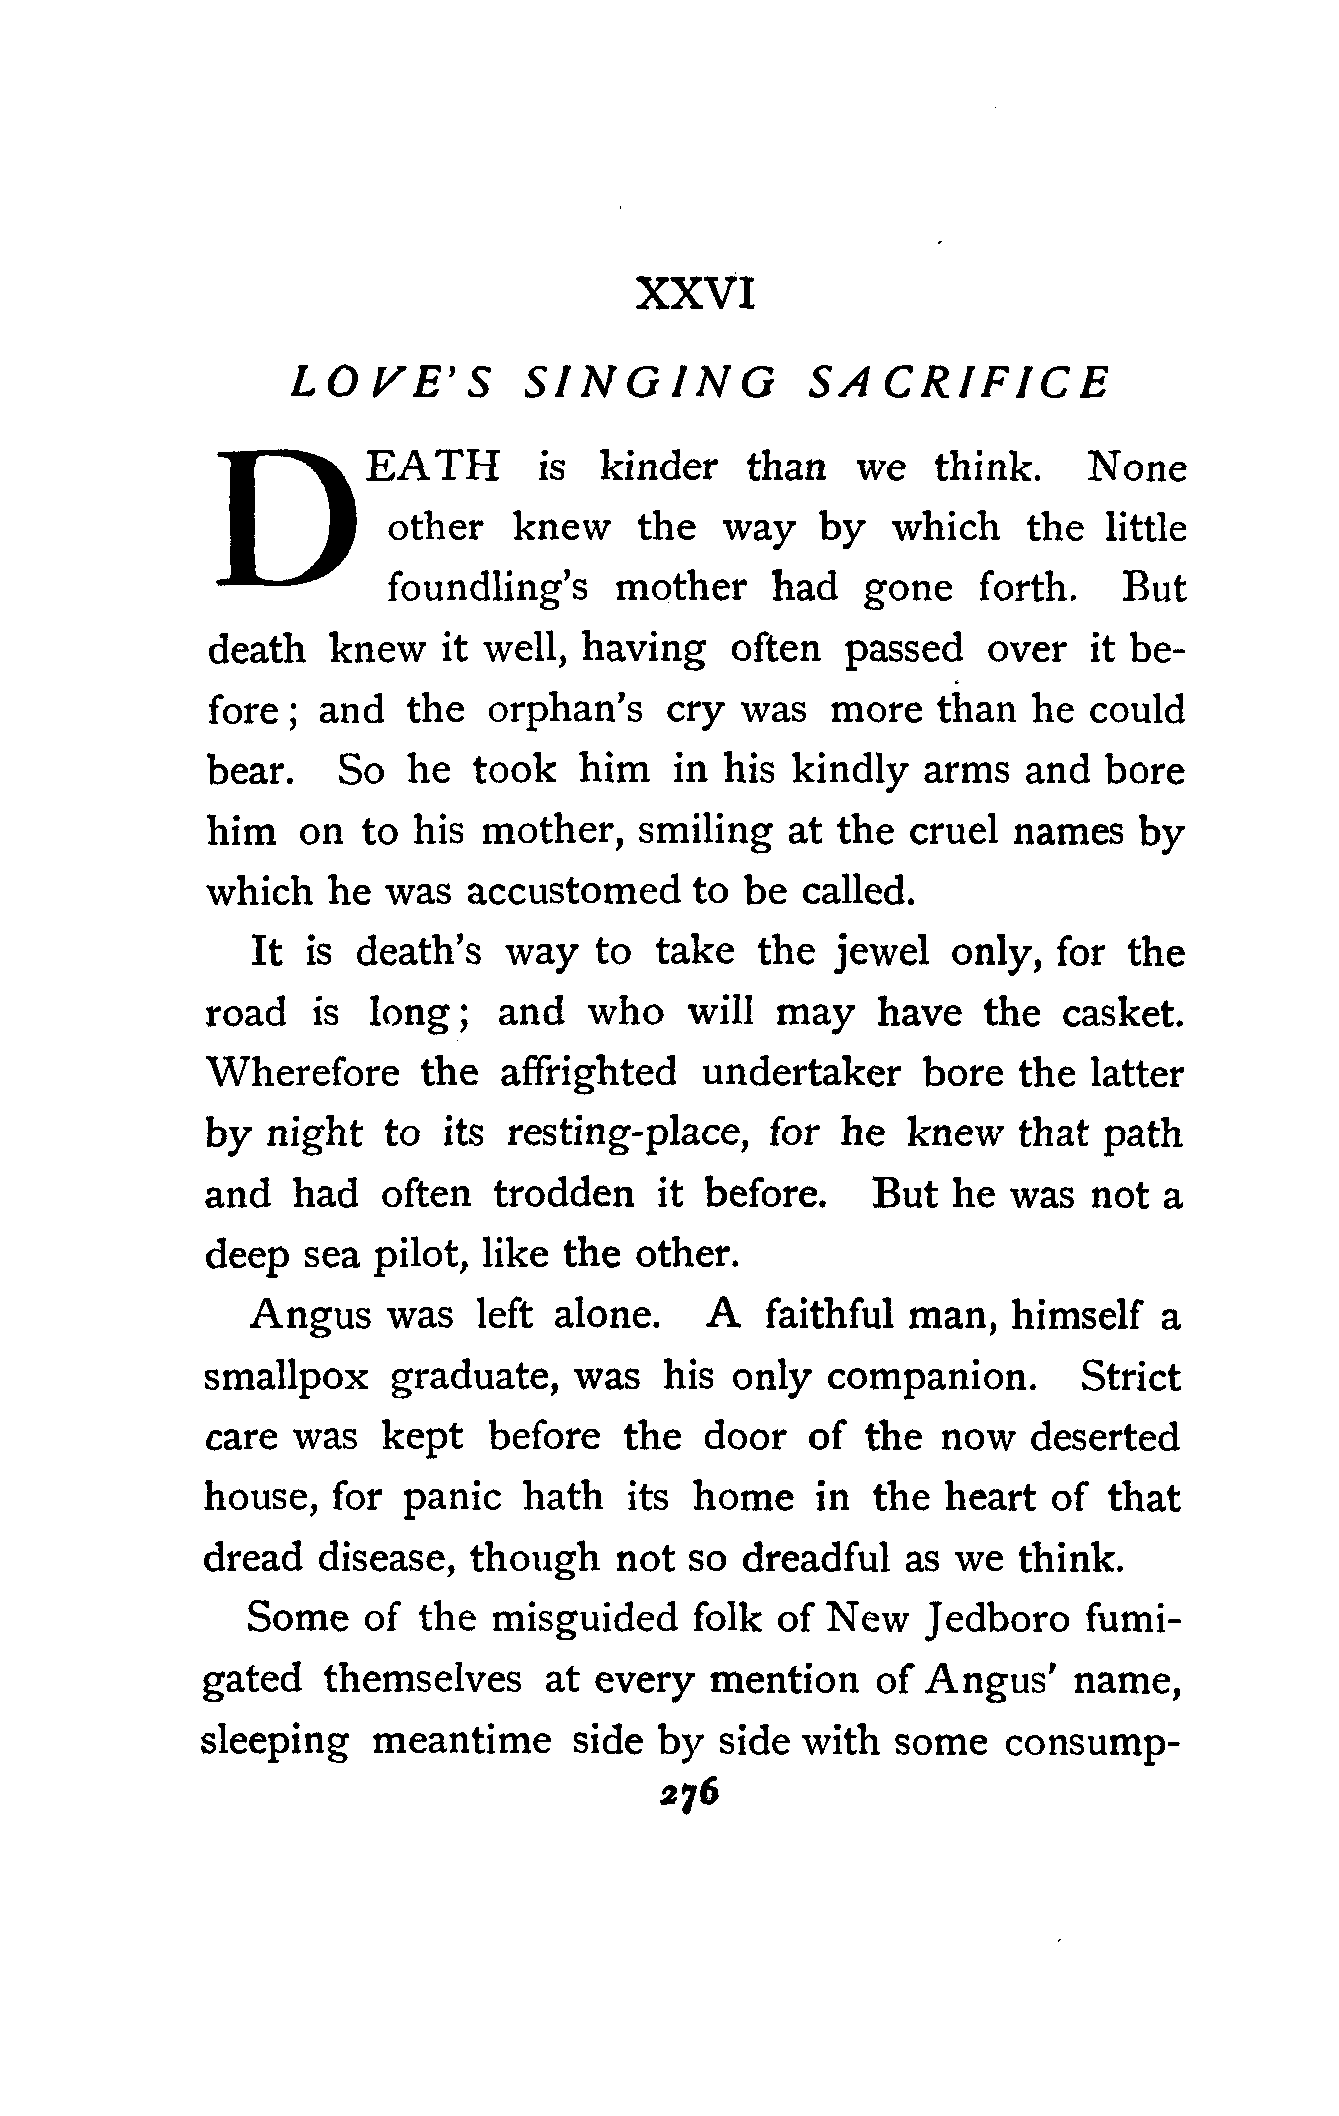 XXVI
LOVE'S SINGING SACRIFICE
DEATH is kinder than we think. None
other knew the way by which the little
foundling's mother had gone forth. But
death knew it well, having often passed over it be-
fore; and the orphan's cry was more than he could
bear. So he took him in his kindly arms and bore
him on to his mother, smiling at the cruel names by
which he was accustomed to be called.
It is death's way to take the jewel only, for the
road is long; and who will may have the casket.
Wherefore the affrighted undertaker bore the latter
by night to its resting-place, for he knew that path
and had often trodden it before. But he was not a
deep sea pilot, like the other.
Angus was left alone. A faithful man, himself a
smallpox graduate, was his only companion. Strict
care was kept before the door of the now deserted
house, for panic hath its home in the heart of that
dread disease, though not so dreadful as we think.
Some of the misguided folk of New Jedboro fumi-
gated themselves at every mention of Angus' name,
sleeping meantime side by side with some consump-
276